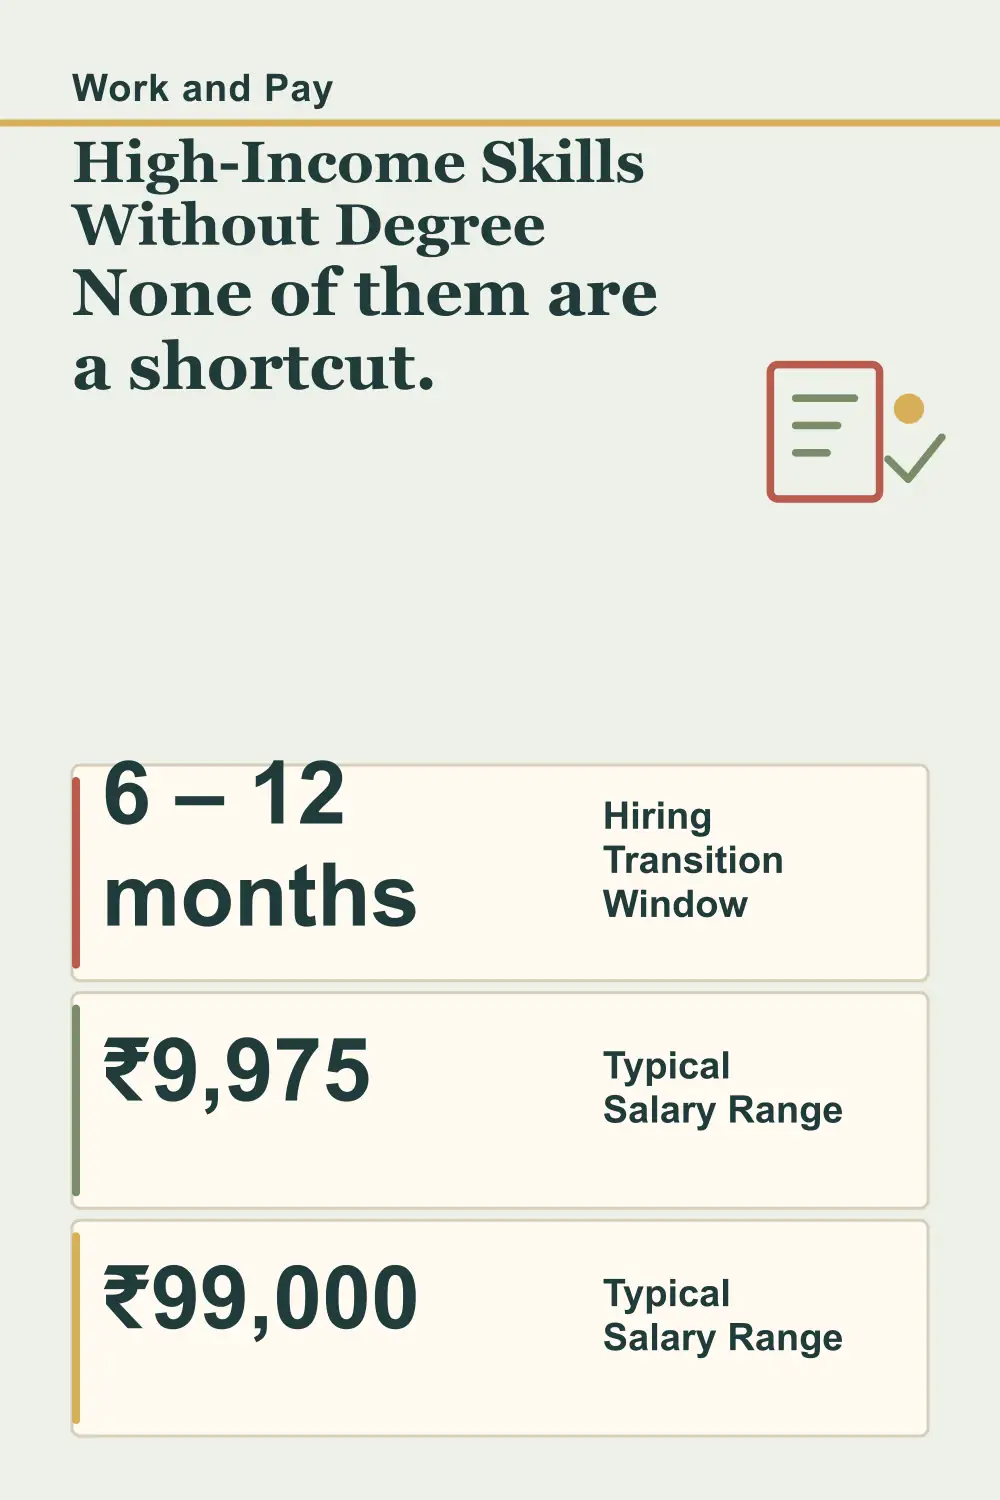 Work and Pay
High-Income Skills
Without Degree
None of them are
a shortcut.
6 – 12
months
Hiring
Transition
Window
₹9,975
Typical
Salary Range
₹99,000
Typical
Salary Range